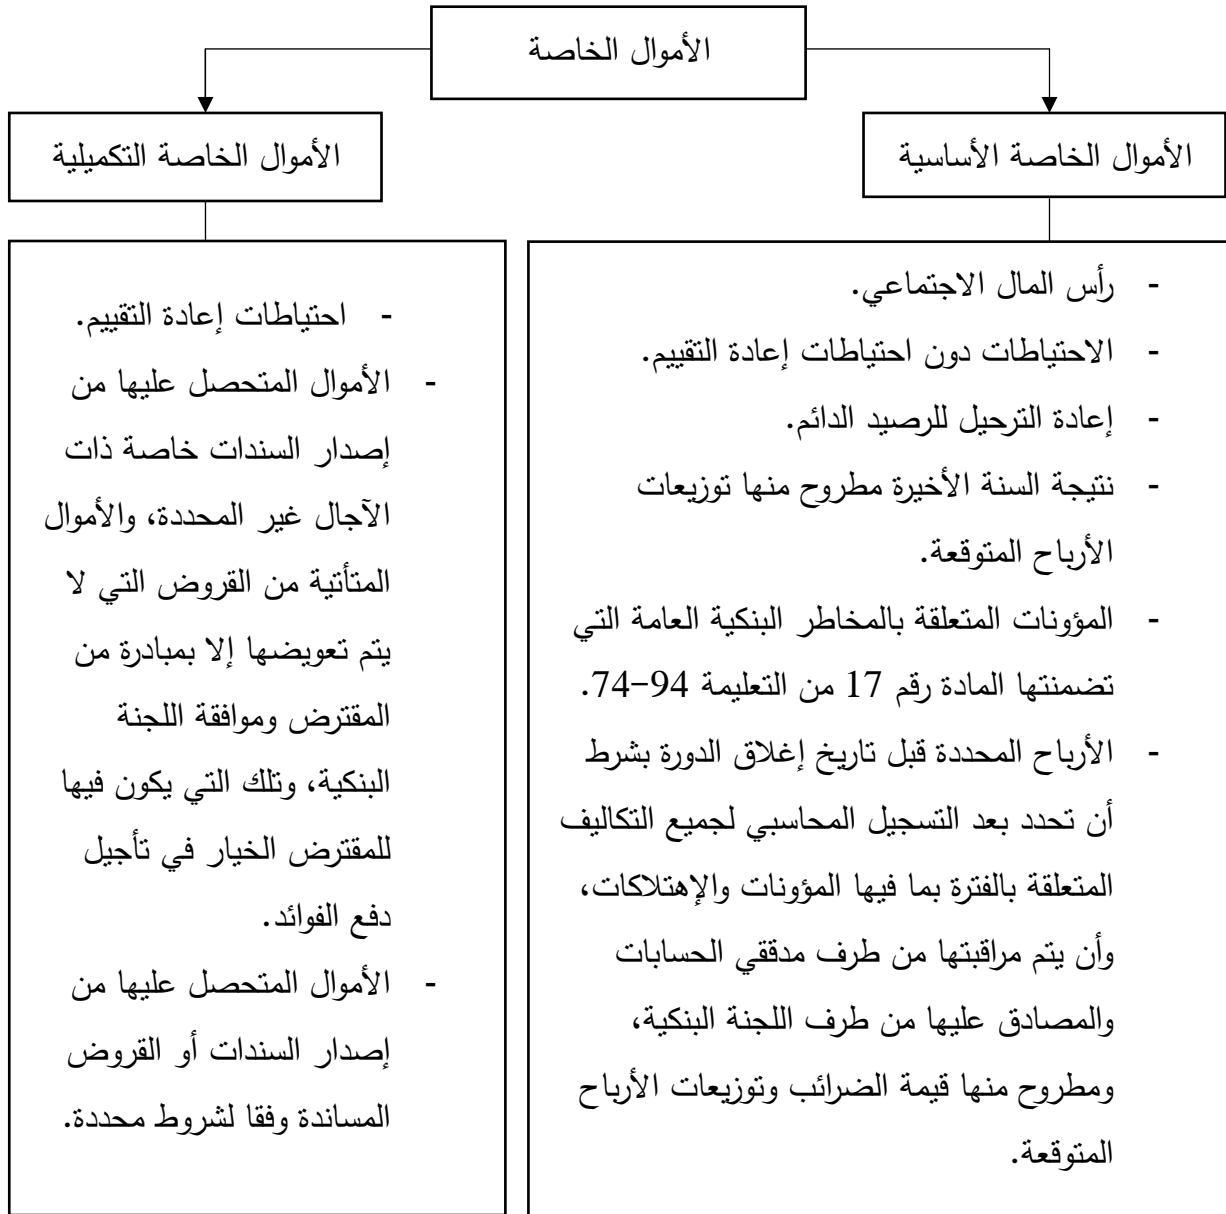 الأموال الخاصة
الأموال الخاصة الأساسية
- رأس المال الاجتماعي.
- الاحتياطات دون احتياطات إعادة التقييم.
- إعادة الترحيل للرصيد الدائم.
- نتيجة السنة الأخيرة مطروح منها توزيعات
الأرباح المتوقعة.
- المؤونات المتعلقة بالمخاطر البنكية العامة التي
تضمنتها المادة رقم 17 من التعليمة 94-74.
- الأرباح المحددة قبل تاريخ إغلاق الدورة بشرط
أن تحدد بعد التسجيل المحاسبي لجميع التكاليف
المتعلقة بالفترة بما فيها المؤونات والإهتلاكات،
وأن يتم مراقبتها من طرف مدققي الحسابات
والمصادق عليها من طرف اللجنة البنكية،
ومطروح منها قيمة الضرائب وتوزيعات الأرباح
المتوقعة.
الأموال الخاصة التكميلية
- احتياطات إعادة التقييم.
- الأموال المتحصل عليها من
إصدار السندات خاصة ذات
الآجال غير المحددة، والأموال
المتأتية من القروض التي لا
يتم تعويضها إلا بمبادرة من
المقترض وموافقة اللجنة
البنكية، وتلك التي يكون فيها
للمقترض الخيار في تأجيل
دفع الفوائد.
- الأموال المتحصل عليها من
إصدار السندات أو القروض
المساندة وفقا لشروط محددة.